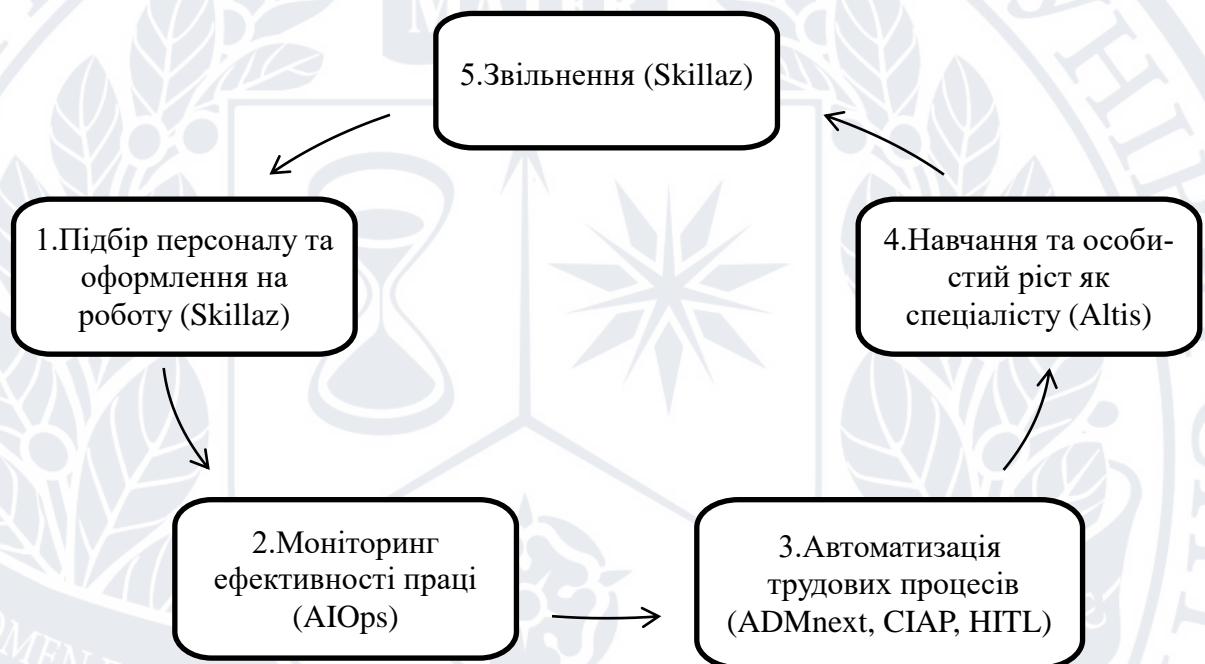 5.Звільнення (Skillaz)
1.Підбір персоналу та
оформлення на
роботу (Skillaz)
4.Навчання та особи-
стий ріст як
спеціалісту (Altis)
2.Моніторинг
ефективності праці
(AIOps)
3.Автоматизація
трудових процесів
(ADMnext, CIAP, HITL)